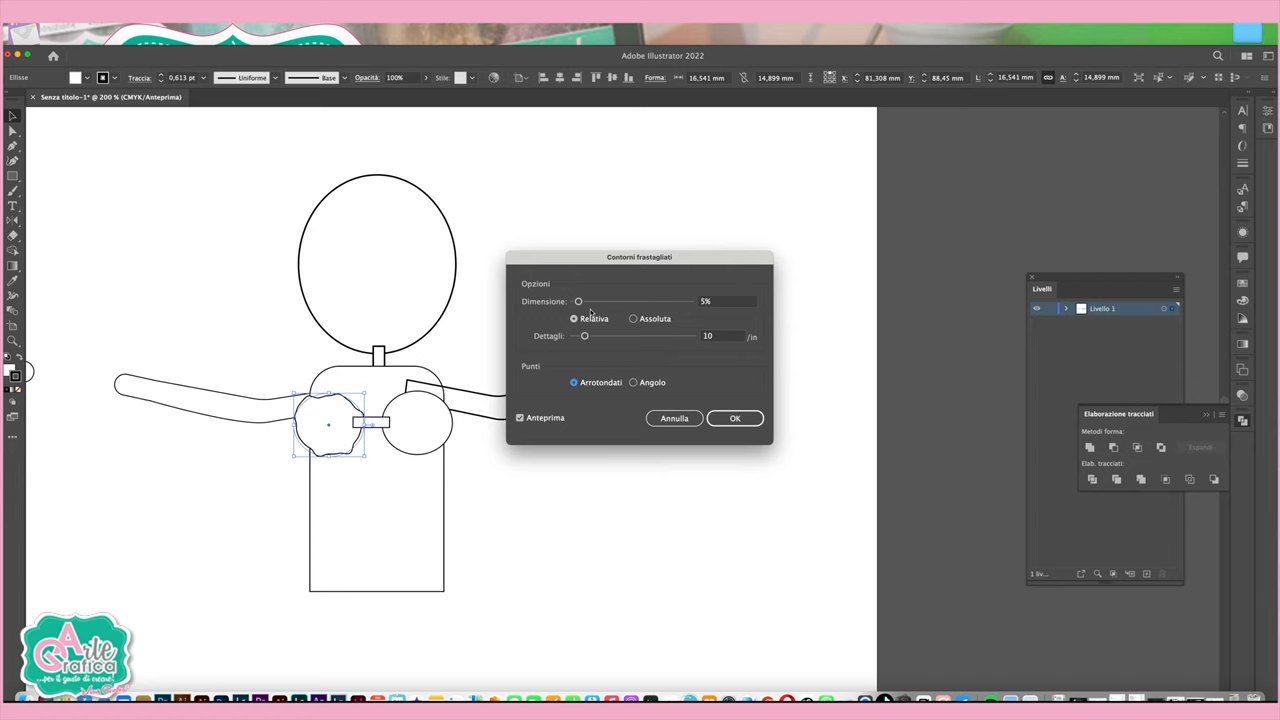 Adobe Illustrator 2022
Ellisse
Traccia:
0,613 pt
Uniforme
Base
Opacità:
100%
Stile:
Forma:
16,541 mm
14,899 mm
X:
81,308 mm
Y:
88,45 mm
L:
16,541 mm
A:
14,899 mm
Senza titolo-1* @ 200 % (CMYK/Anteprima)
Contorni frastagliati
Opzioni
Dimensione:
5%
Relativa
Assoluta
Dettagli:
10
/in
Punti
Arrotondati
Angolo
Anteprima
Annulla
OK
Livelli
Livello 1
Elaborazione tracciati
Metodi forma:
Espandi
Elab. tracciati:
1 liv...
Arte
Grafica
...per il gusto di creare!